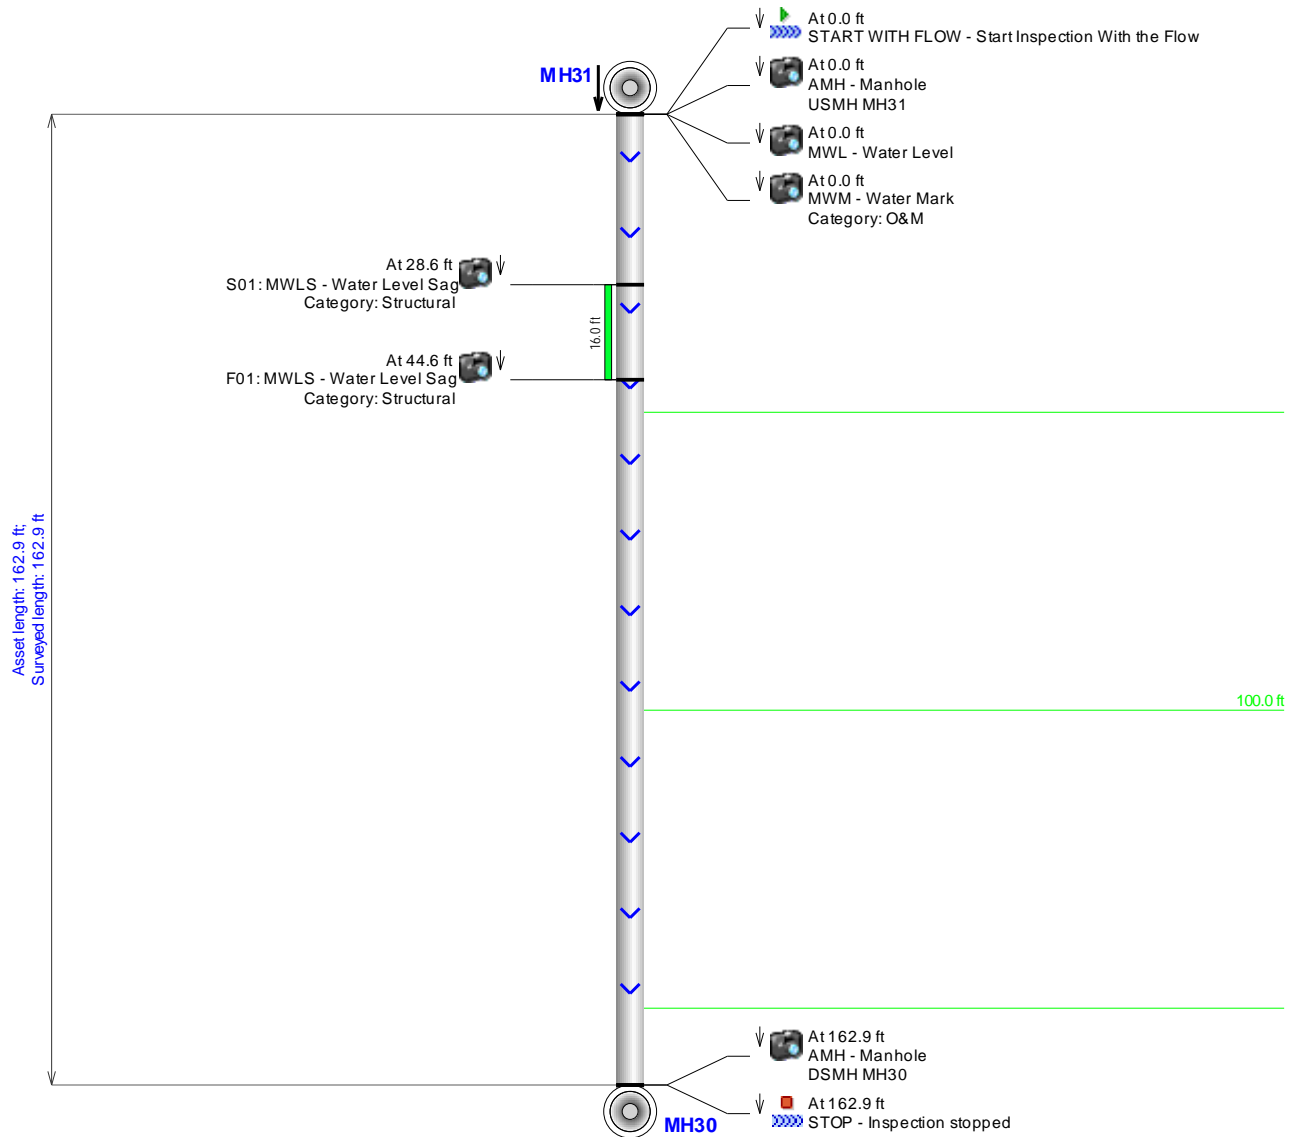 At 0.0 ft
START WITH FLOW - Start Inspection With the Flow
MH31
At 0.0 ft
AMH - Manhole
USMH MH31
At 0.0 ft
MWL - Water Level
At 0.0 ft
MWM - Water Mark
Category: O&M
At 28.6 ft
S01: MWLS - Water Level Sag
Category: Structural
16.0 ft
At 44.6 ft
F01: MWLS - Water Level Sag
Category: Structural
Asset length: 162.9 ft;
Surveyed length: 162.9 ft
100.0 ft
At 162.9 ft
AMH - Manhole
DSMH MH30
At 162.9 ft
STOP - Inspection stopped
MH30